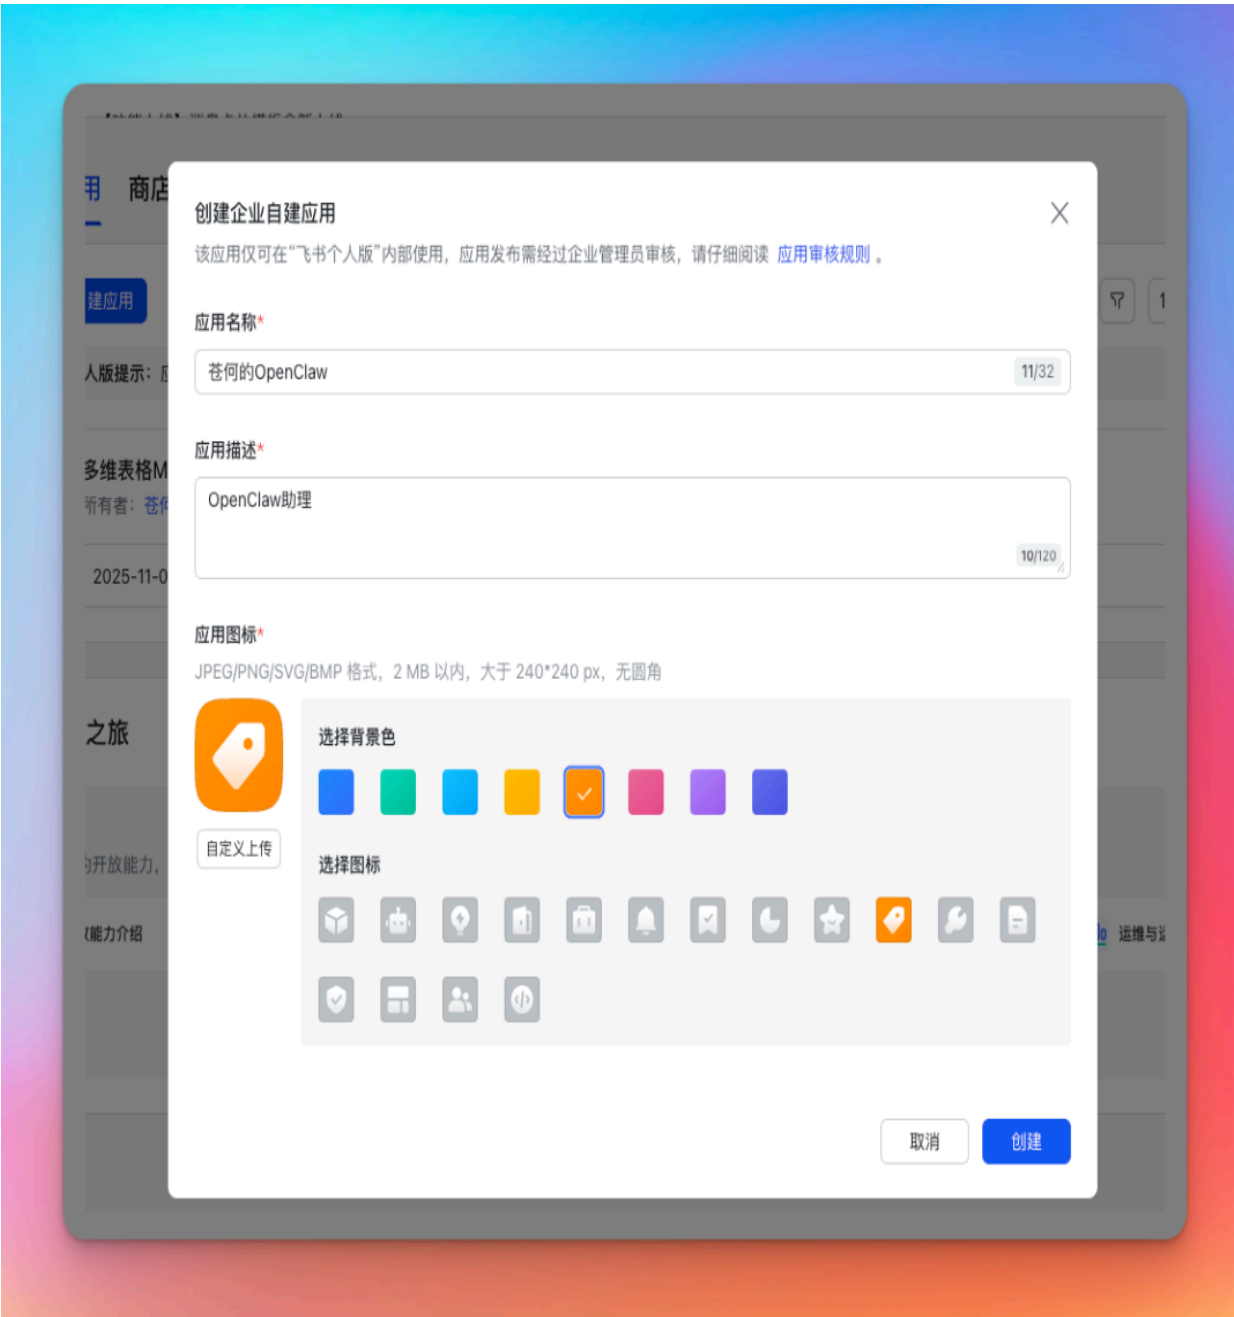 用 商店
创建企业自建应用
该应用仅可在“飞书个人版”内部使用，应用发布需经过企业管理员审核，请仔细阅读 应用审核规则 。
建应用
应用名称*
苍何的OpenClaw 11/32
人版提示：
应用描述*
多维表格M
OpenClaw助理
所有者：苍何
10/120
2025-11-0
应用图标*
JPEG/PNG/SVG/BMP 格式，2 MB 以内，大于 240*240 px，无圆角
之旅
选择背景色
自定义上传
的开放能力，
选择图标
能力介绍
运维与运
取消 创建